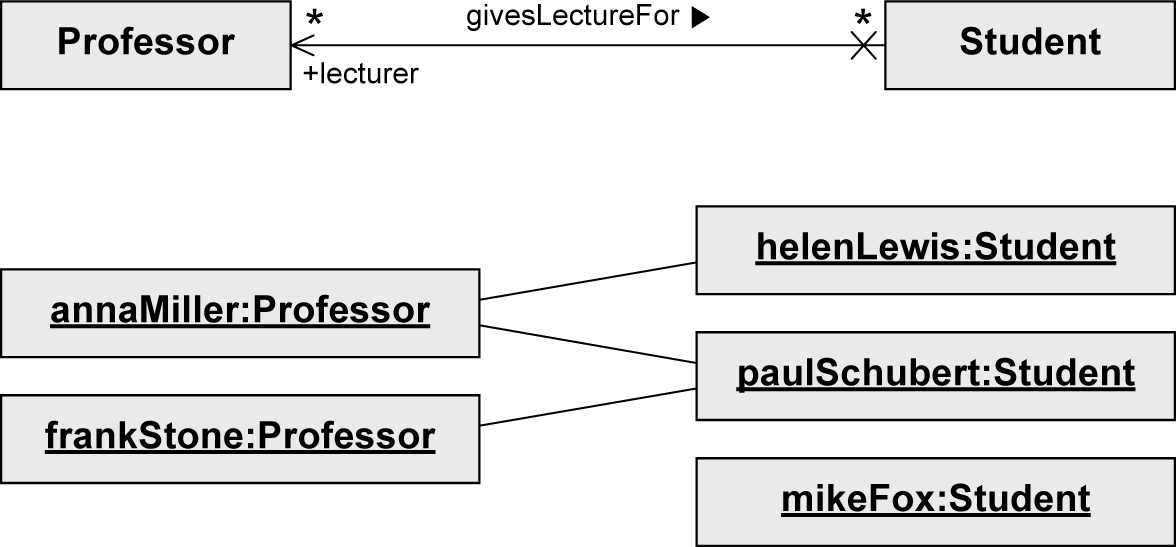 Professor
*
givesLectureFor ▶
*
Student
+lecturer
helenLewis:Student
annaMiller:Professor
paulSchubert:Student
frankStone:Professor
mikeFox:Student